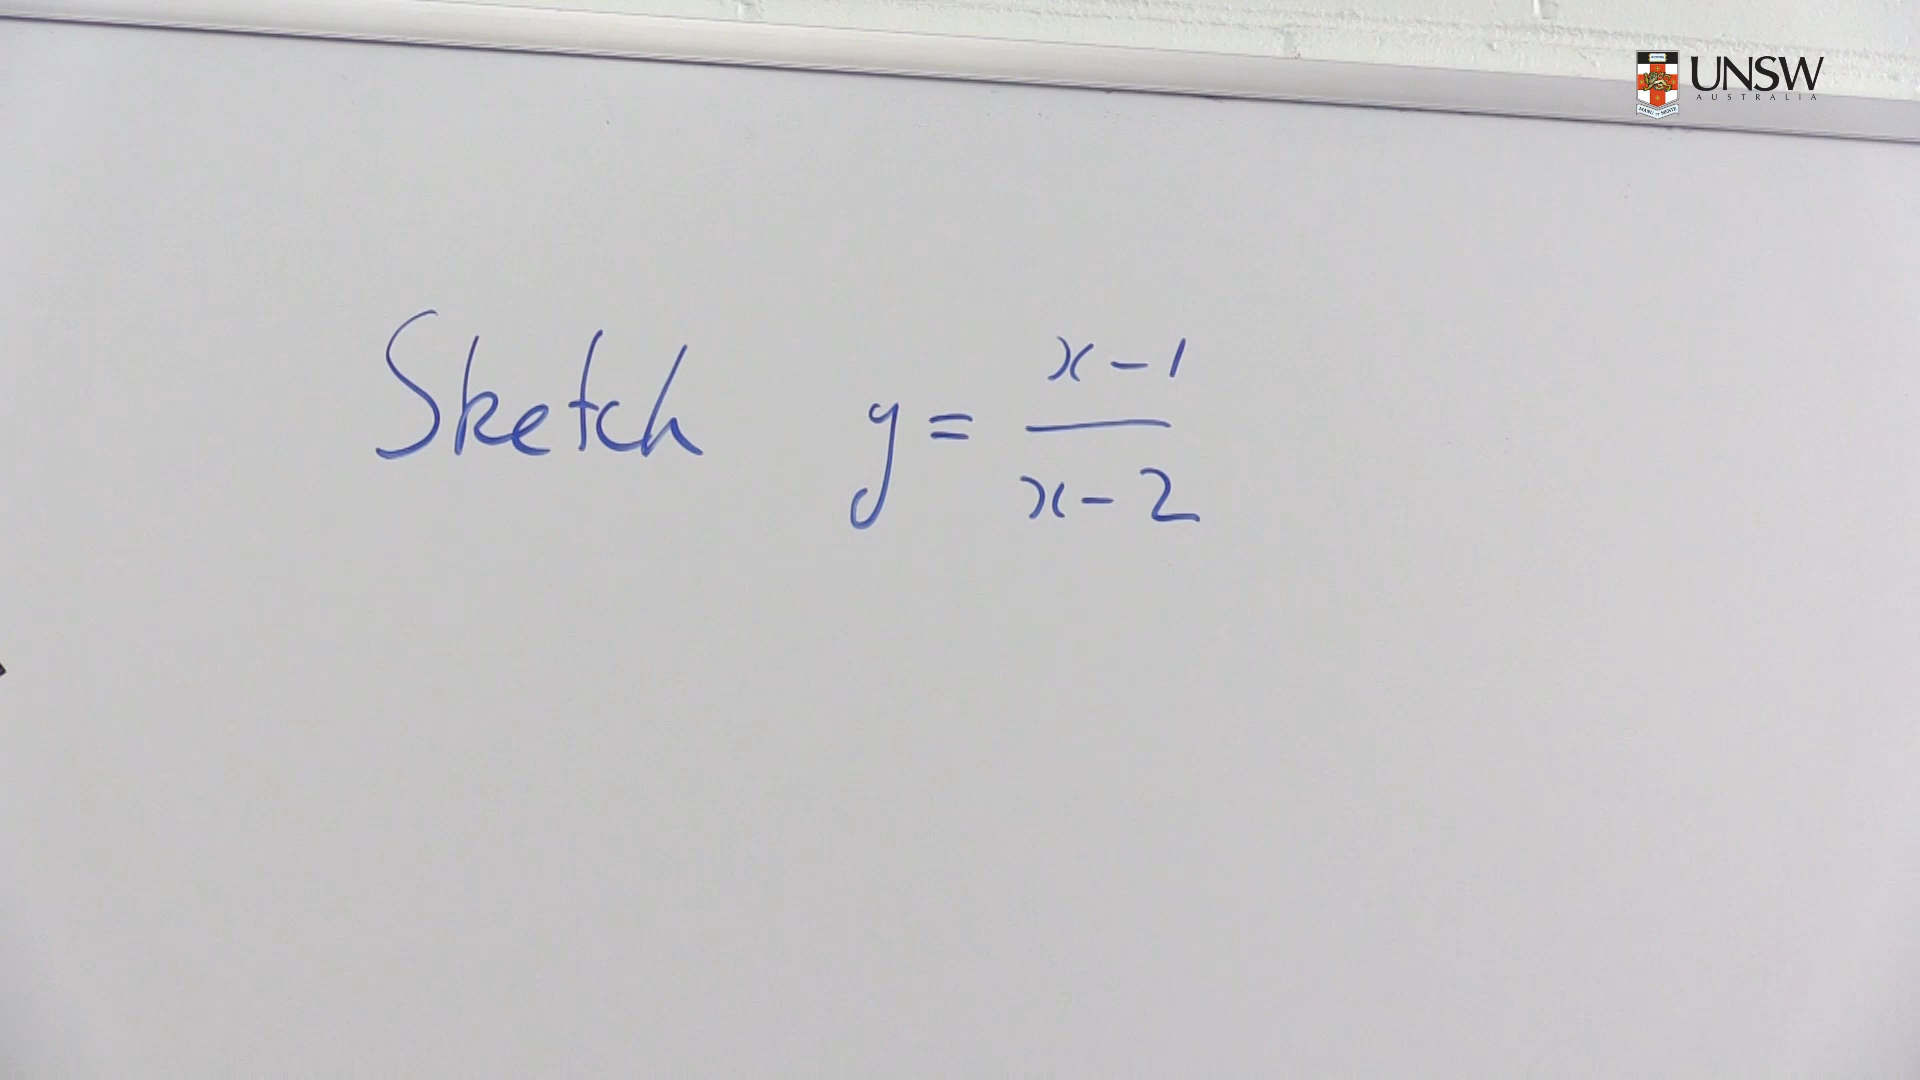 UNSW
AUSTRALIA
Sketch y = x-1
x-2